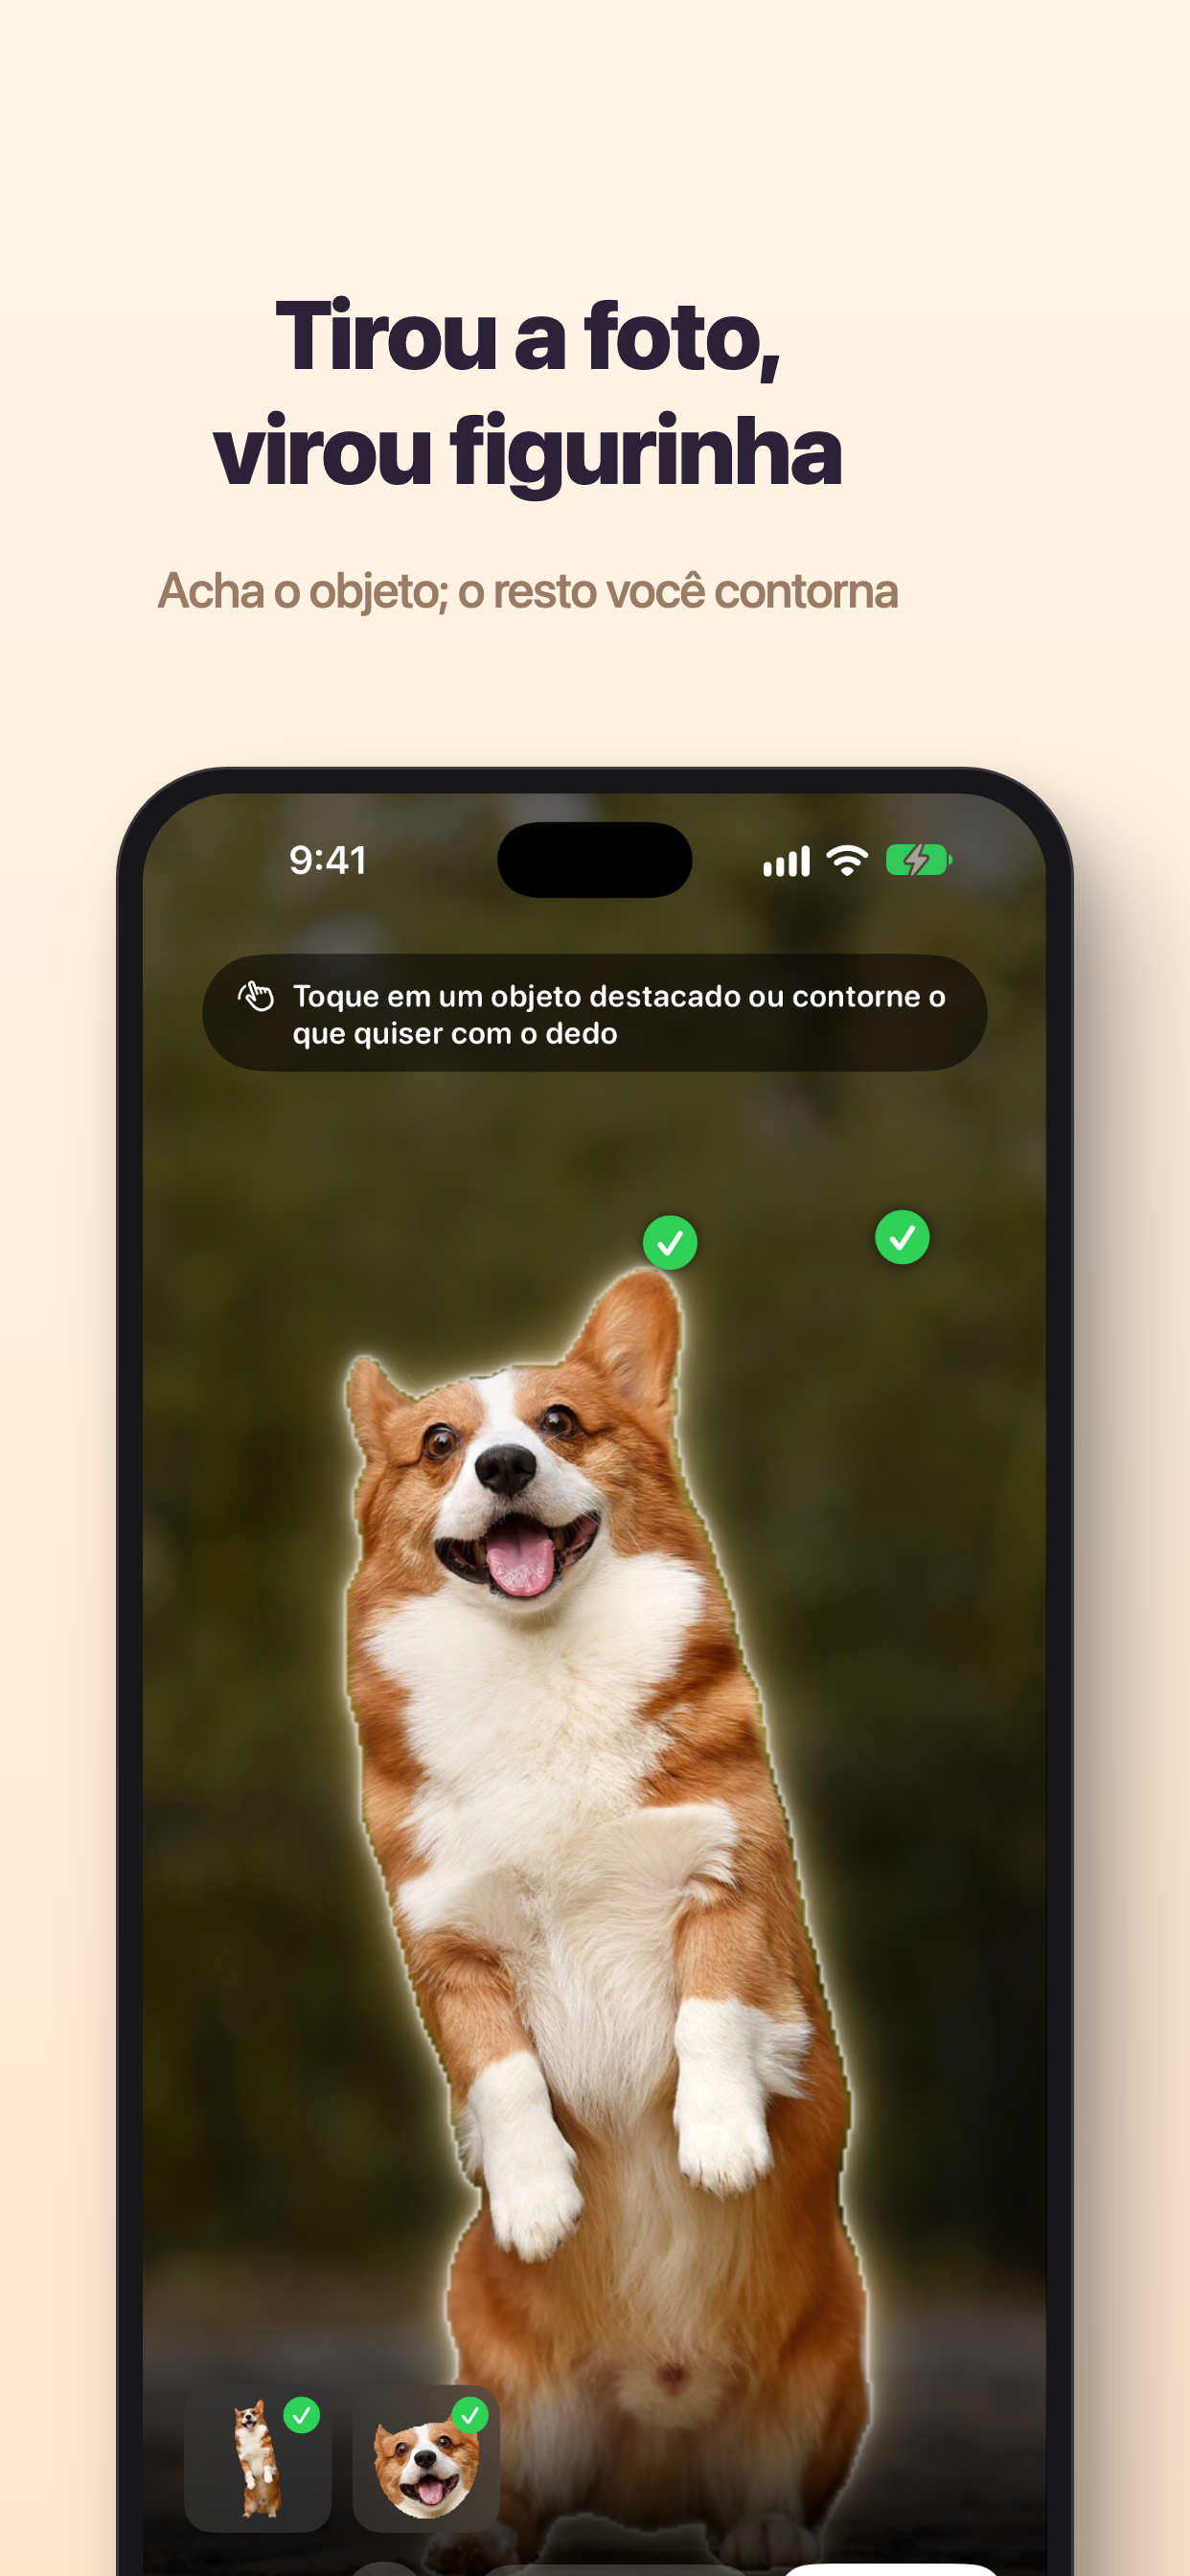 Tirou a foto,
virou figurinha
Acha o objeto; o resto você contorna
9:41
Toque em um objeto destacado ou contorne o
que quiser com o dedo